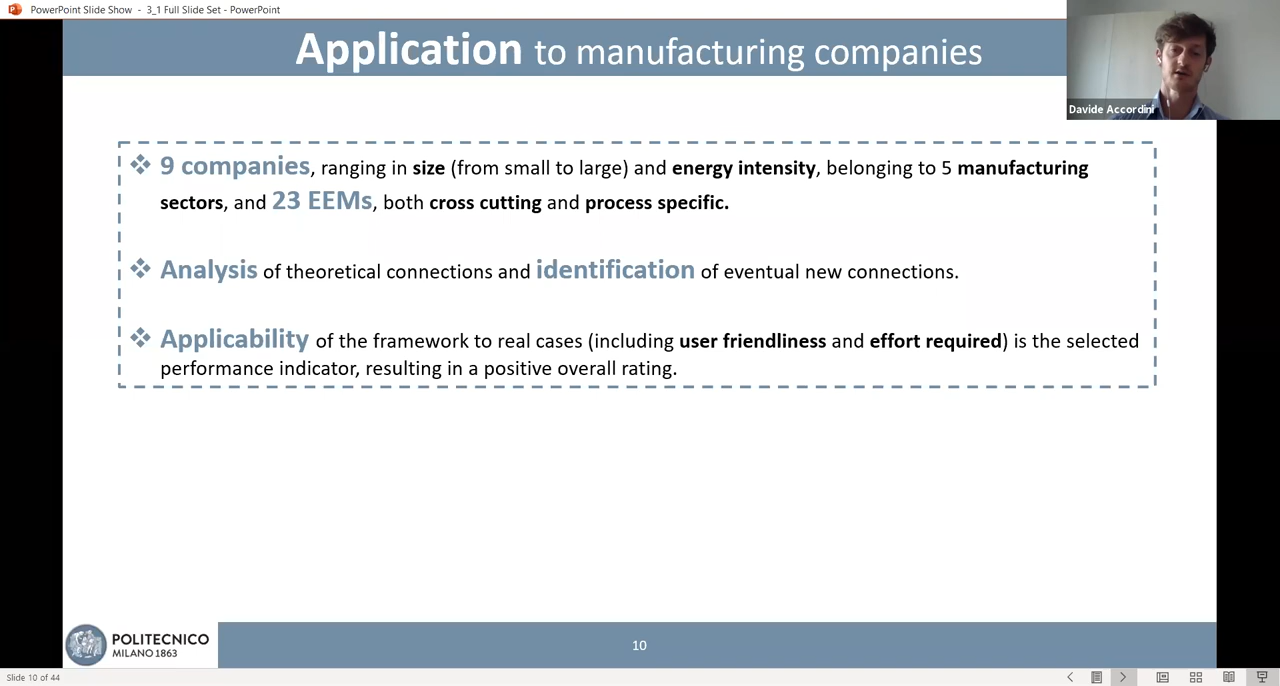 PowerPoint Slide Show - 3_1 Full Slide Set - PowerPoint
Application to manufacturing companies
Davide Accordini
❖ 9 companies, ranging in size (from small to large) and energy intensity, belonging to 5 manufacturing
sectors, and 23 EEMs, both cross cutting and process specific.
❖ Analysis of theoretical connections and identification of eventual new connections.
❖ Applicability of the framework to real cases (including user friendliness and effort required) is the selected
performance indicator, resulting in a positive overall rating.
POLITECNICO
MILANO 1863
10
Slide 10 of 44